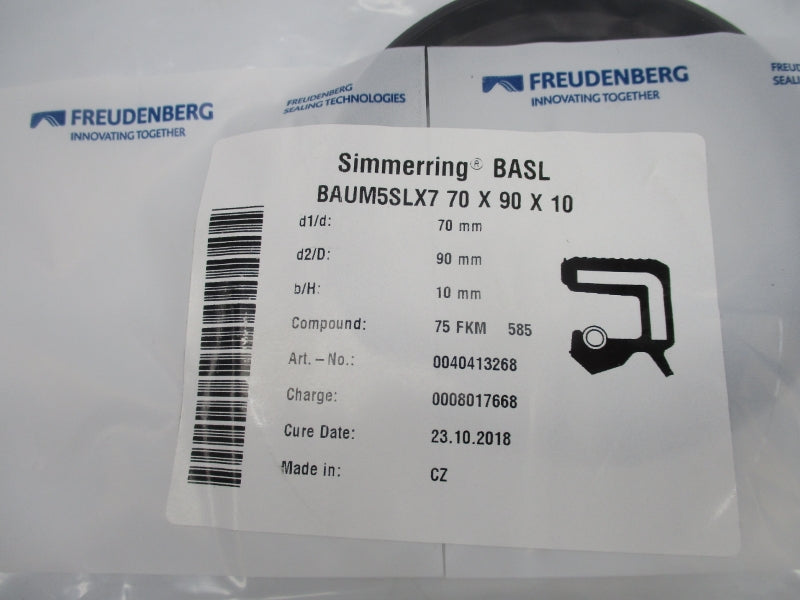 FREUDENBERG
INNOVATING TOGETHER
FREUDENBERG
SEALING TECHNOLOGIES
FREUDENBERG
INNOVATING TOGETHER
FREUD
SEALI
Simmerring® BASL
BAUM5SLX7 70 X 90 X 10
d1/d: 70 mm
d2/D: 90 mm
b/H: 10 mm
Compound: 75 FKM 585
Art.-No.: 0040413268
Charge: 0008017668
Cure Date: 23.10.2018
Made in: CZ